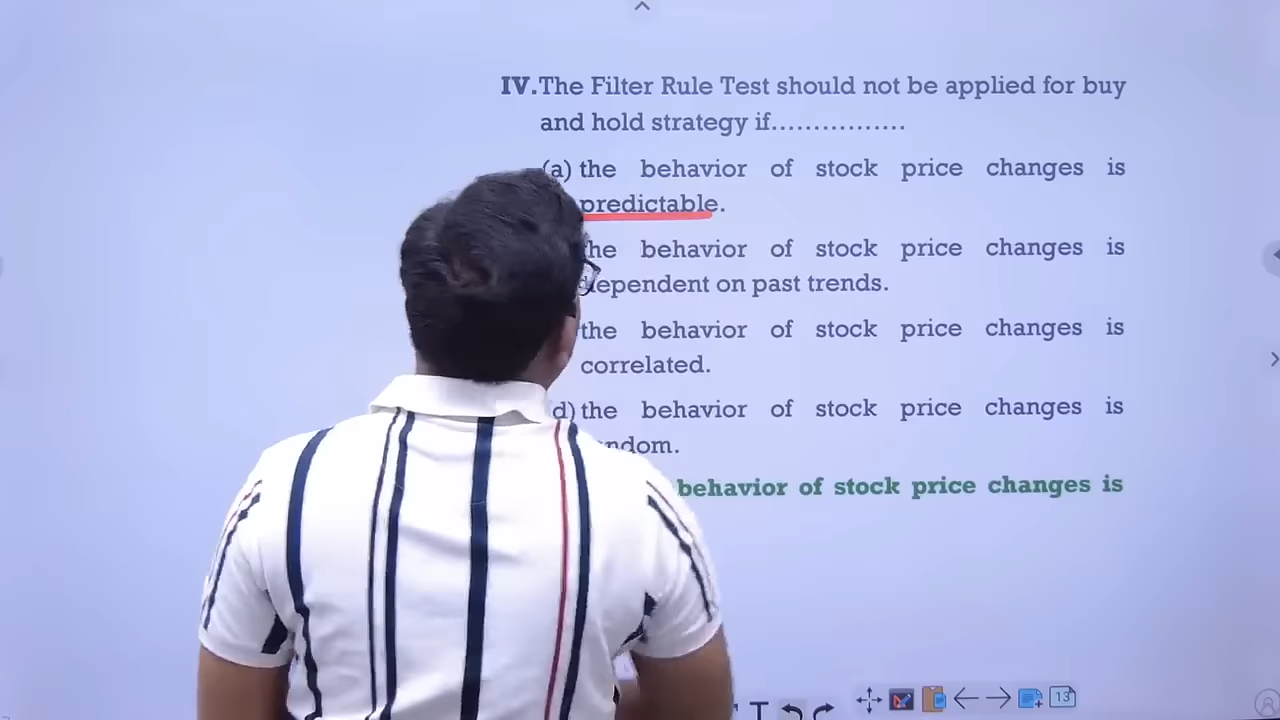 IV. The Filter Rule Test should not be applied for buy
and hold strategy if................
(a) the behavior of stock price changes is
predictable.
the behavior of stock price changes is
dependent on past trends.
the behavior of stock price changes is
correlated.
d) the behavior of stock price changes is
behavior of stock price changes is
T
13